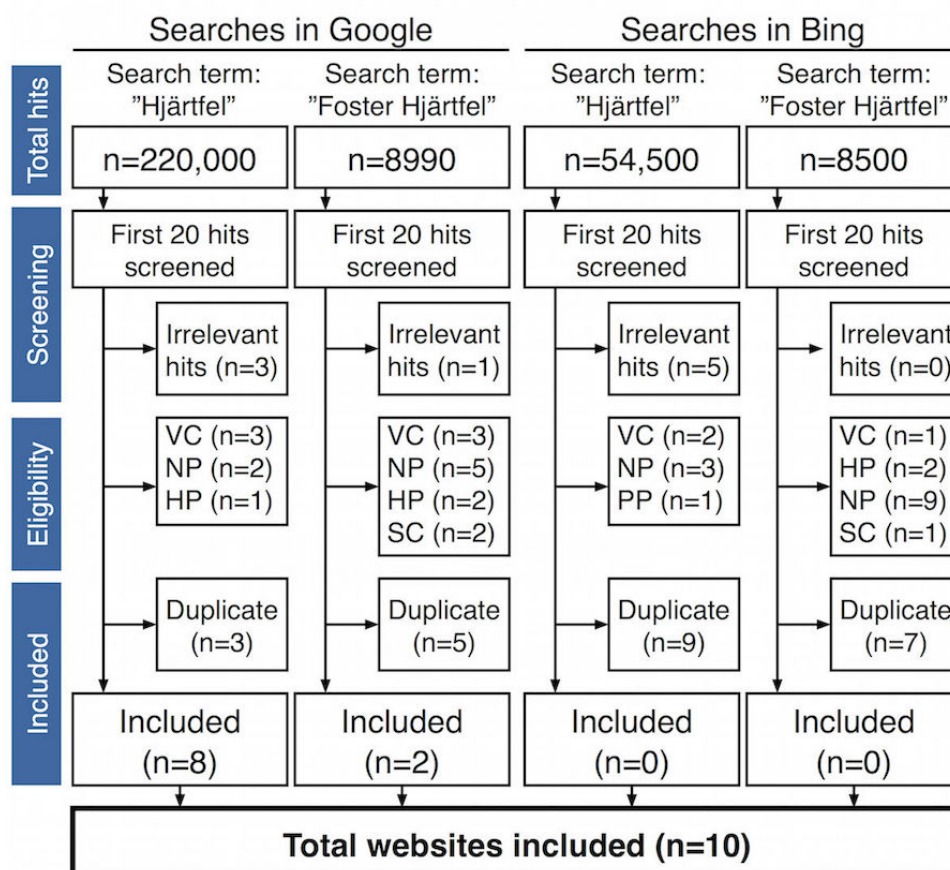 Searches in Google
Searches in Bing
Total hits
Search term:
"Hjärtfel"
Search term:
"Foster Hjärtfel"
Search term:
"Hjärtfel"
Search term:
"Foster Hjärtfel"
n=220,000
n=8990
n=54,500
n=8500
Screening
First 20 hits
screened
First 20 hits
screened
First 20 hits
screened
First 20 hits
screened
Irrelevant
hits (n=3)
Irrelevant
hits (n=1)
Irrelevant
hits (n=5)
Irrelevant
hits (n=0)
Eligibility
VC (n=3)
NP (n=2)
HP (n=1)
VC (n=3)
NP (n=5)
HP (n=2)
SC (n=2)
VC (n=2)
NP (n=3)
PP (n=1)
VC (n=1)
HP (n=2)
NP (n=9)
SC (n=1)
Included
Duplicate
(n=3)
Duplicate
(n=5)
Duplicate
(n=9)
Duplicate
(n=7)
Included
(n=8)
Included
(n=2)
Included
(n=0)
Included
(n=0)
Total websites included (n=10)